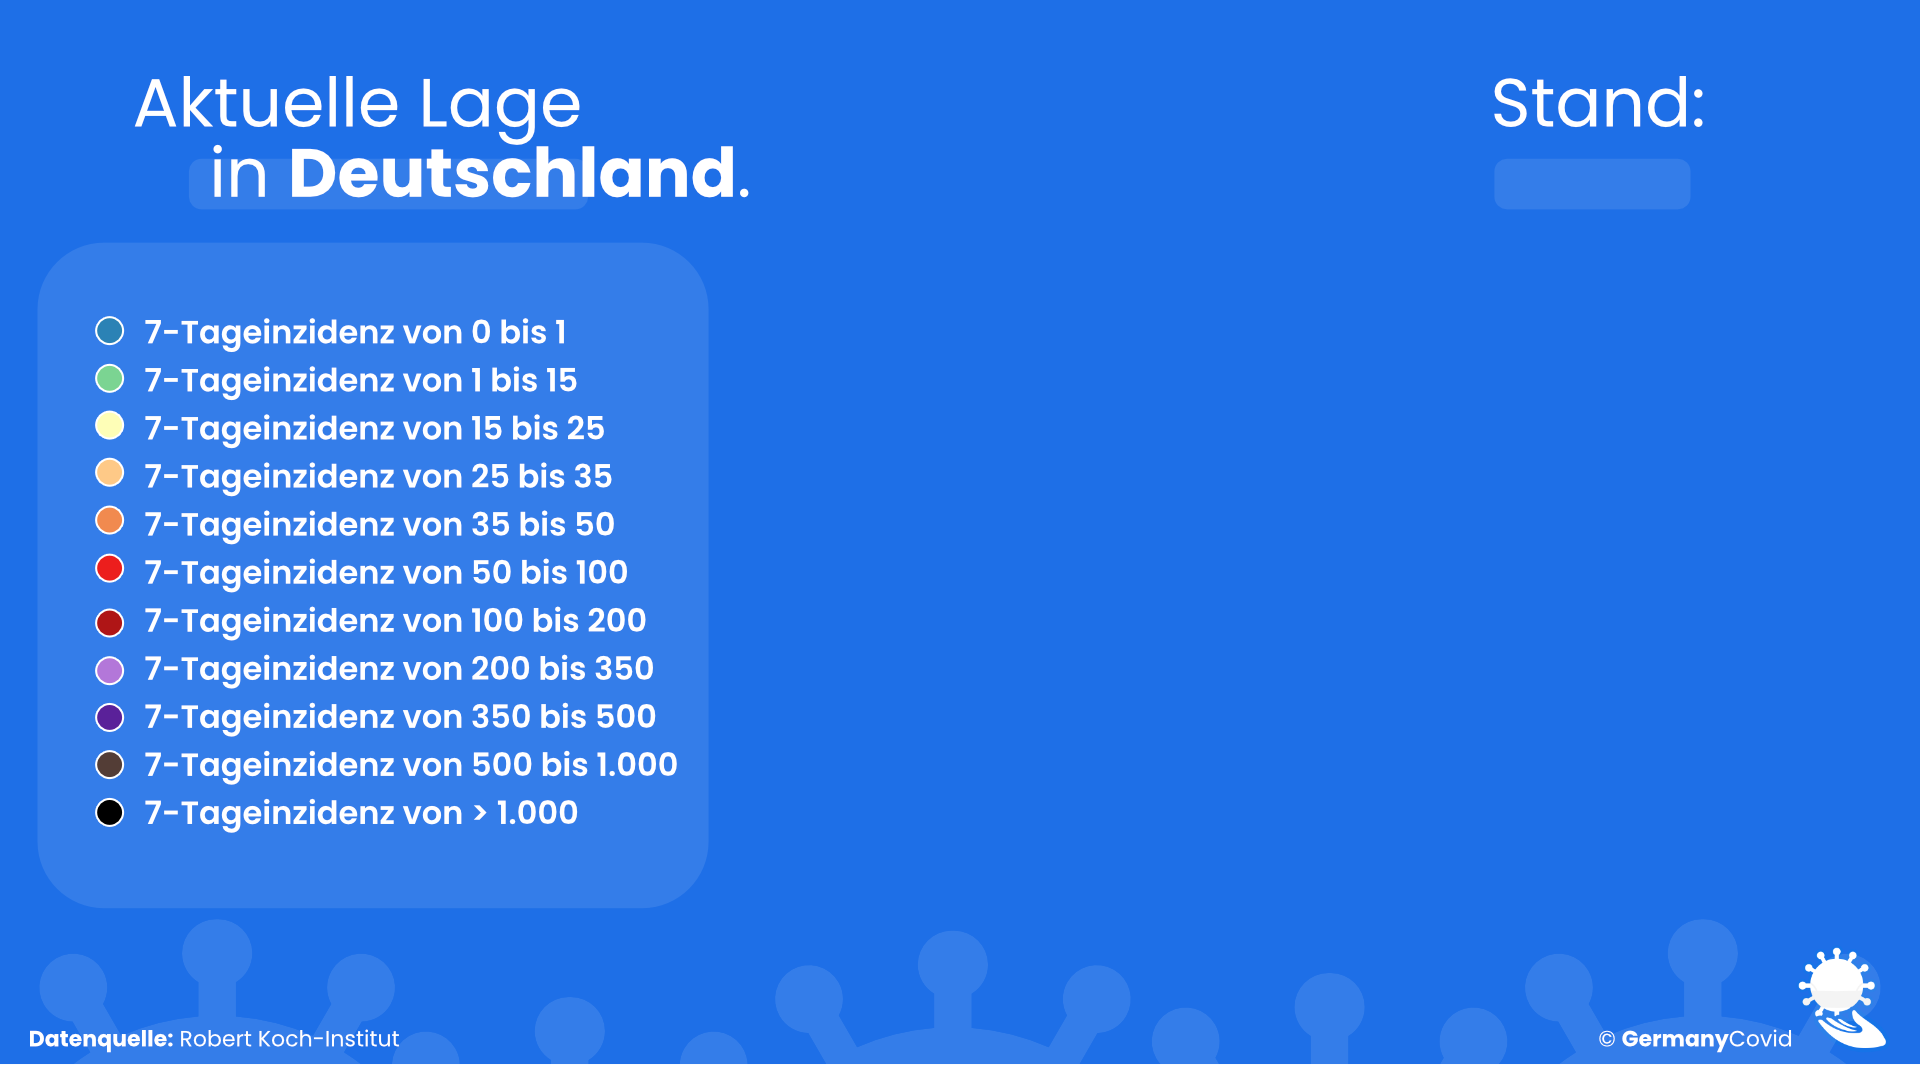 Aktuelle Lage
in Deutschland.
Stand:
7-Tageinzidenz von 0 bis 1
7-Tageinzidenz von 1 bis 15
7-Tageinzidenz von 15 bis 25
7-Tageinzidenz von 25 bis 35
7-Tageinzidenz von 35 bis 50
7-Tageinzidenz von 50 bis 100
7-Tageinzidenz von 100 bis 200
7-Tageinzidenz von 200 bis 350
7-Tageinzidenz von 350 bis 500
7-Tageinzidenz von 500 bis 1.000
7-Tageinzidenz von > 1.000
Datenquelle: Robert Koch-Institut
© GermanyCovid